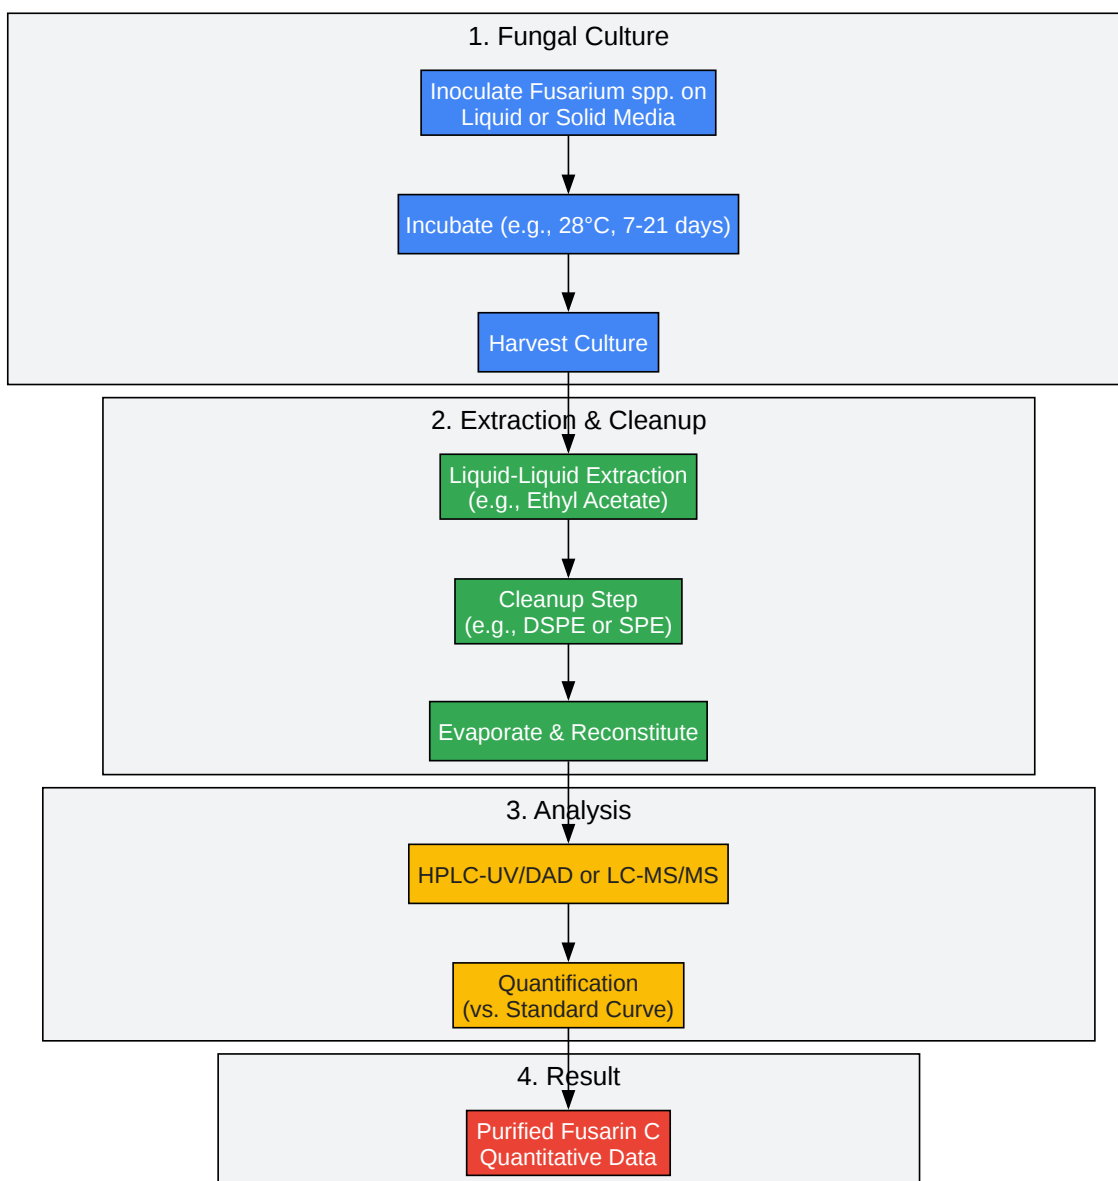 1. Fungal Culture
Inoculate Fusarium spp. on
Liquid or Solid Media
Incubate (e.g., 28°C, 7-21 days)
Harvest Culture
2. Extraction & Cleanup
Liquid-Liquid Extraction
(e.g., Ethyl Acetate)
Cleanup Step
(e.g., DSPE or SPE)
Evaporate & Reconstitute
3. Analysis
HPLC-UV/DAD or LC-MS/MS
Quantification
(vs. Standard Curve)
4. Result
Purified Fusarin C
Quantitative Data